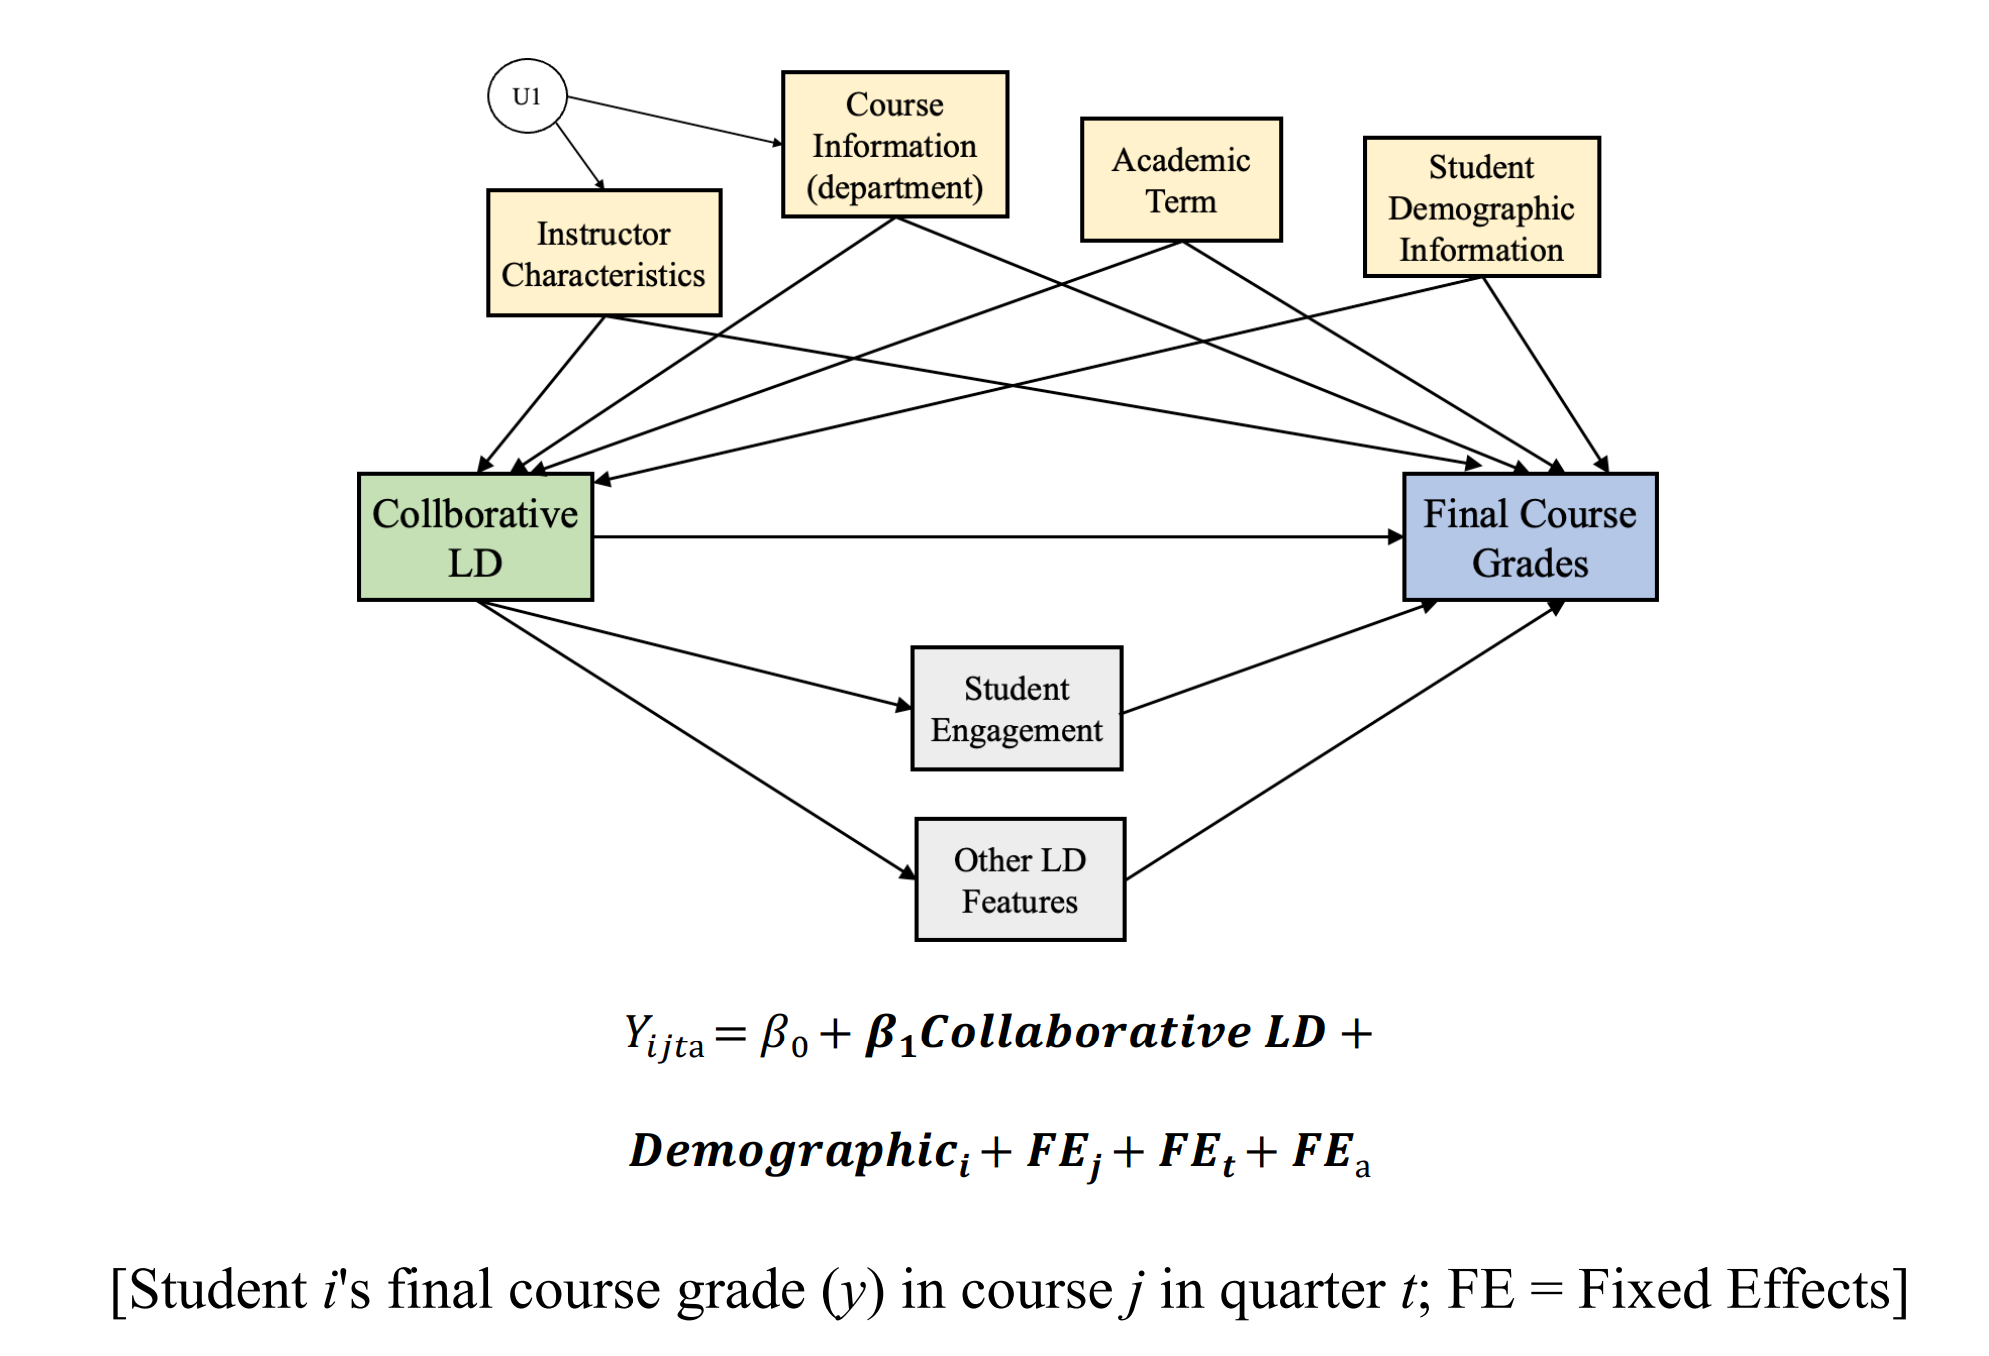 U1
Course
Information
(department)
Academic
Term
Student
Demographic
Information
Instructor
Characteristics
Collborative
LD
Final Course
Grades
Student
Engagement
Other LD
Features
Y_{ijta} = β_0 + β_1Collaborative LD +
Demographic_i + FE_j + FE_t + FE_a
[Student i's final course grade (y) in course j in quarter t; FE = Fixed Effects]